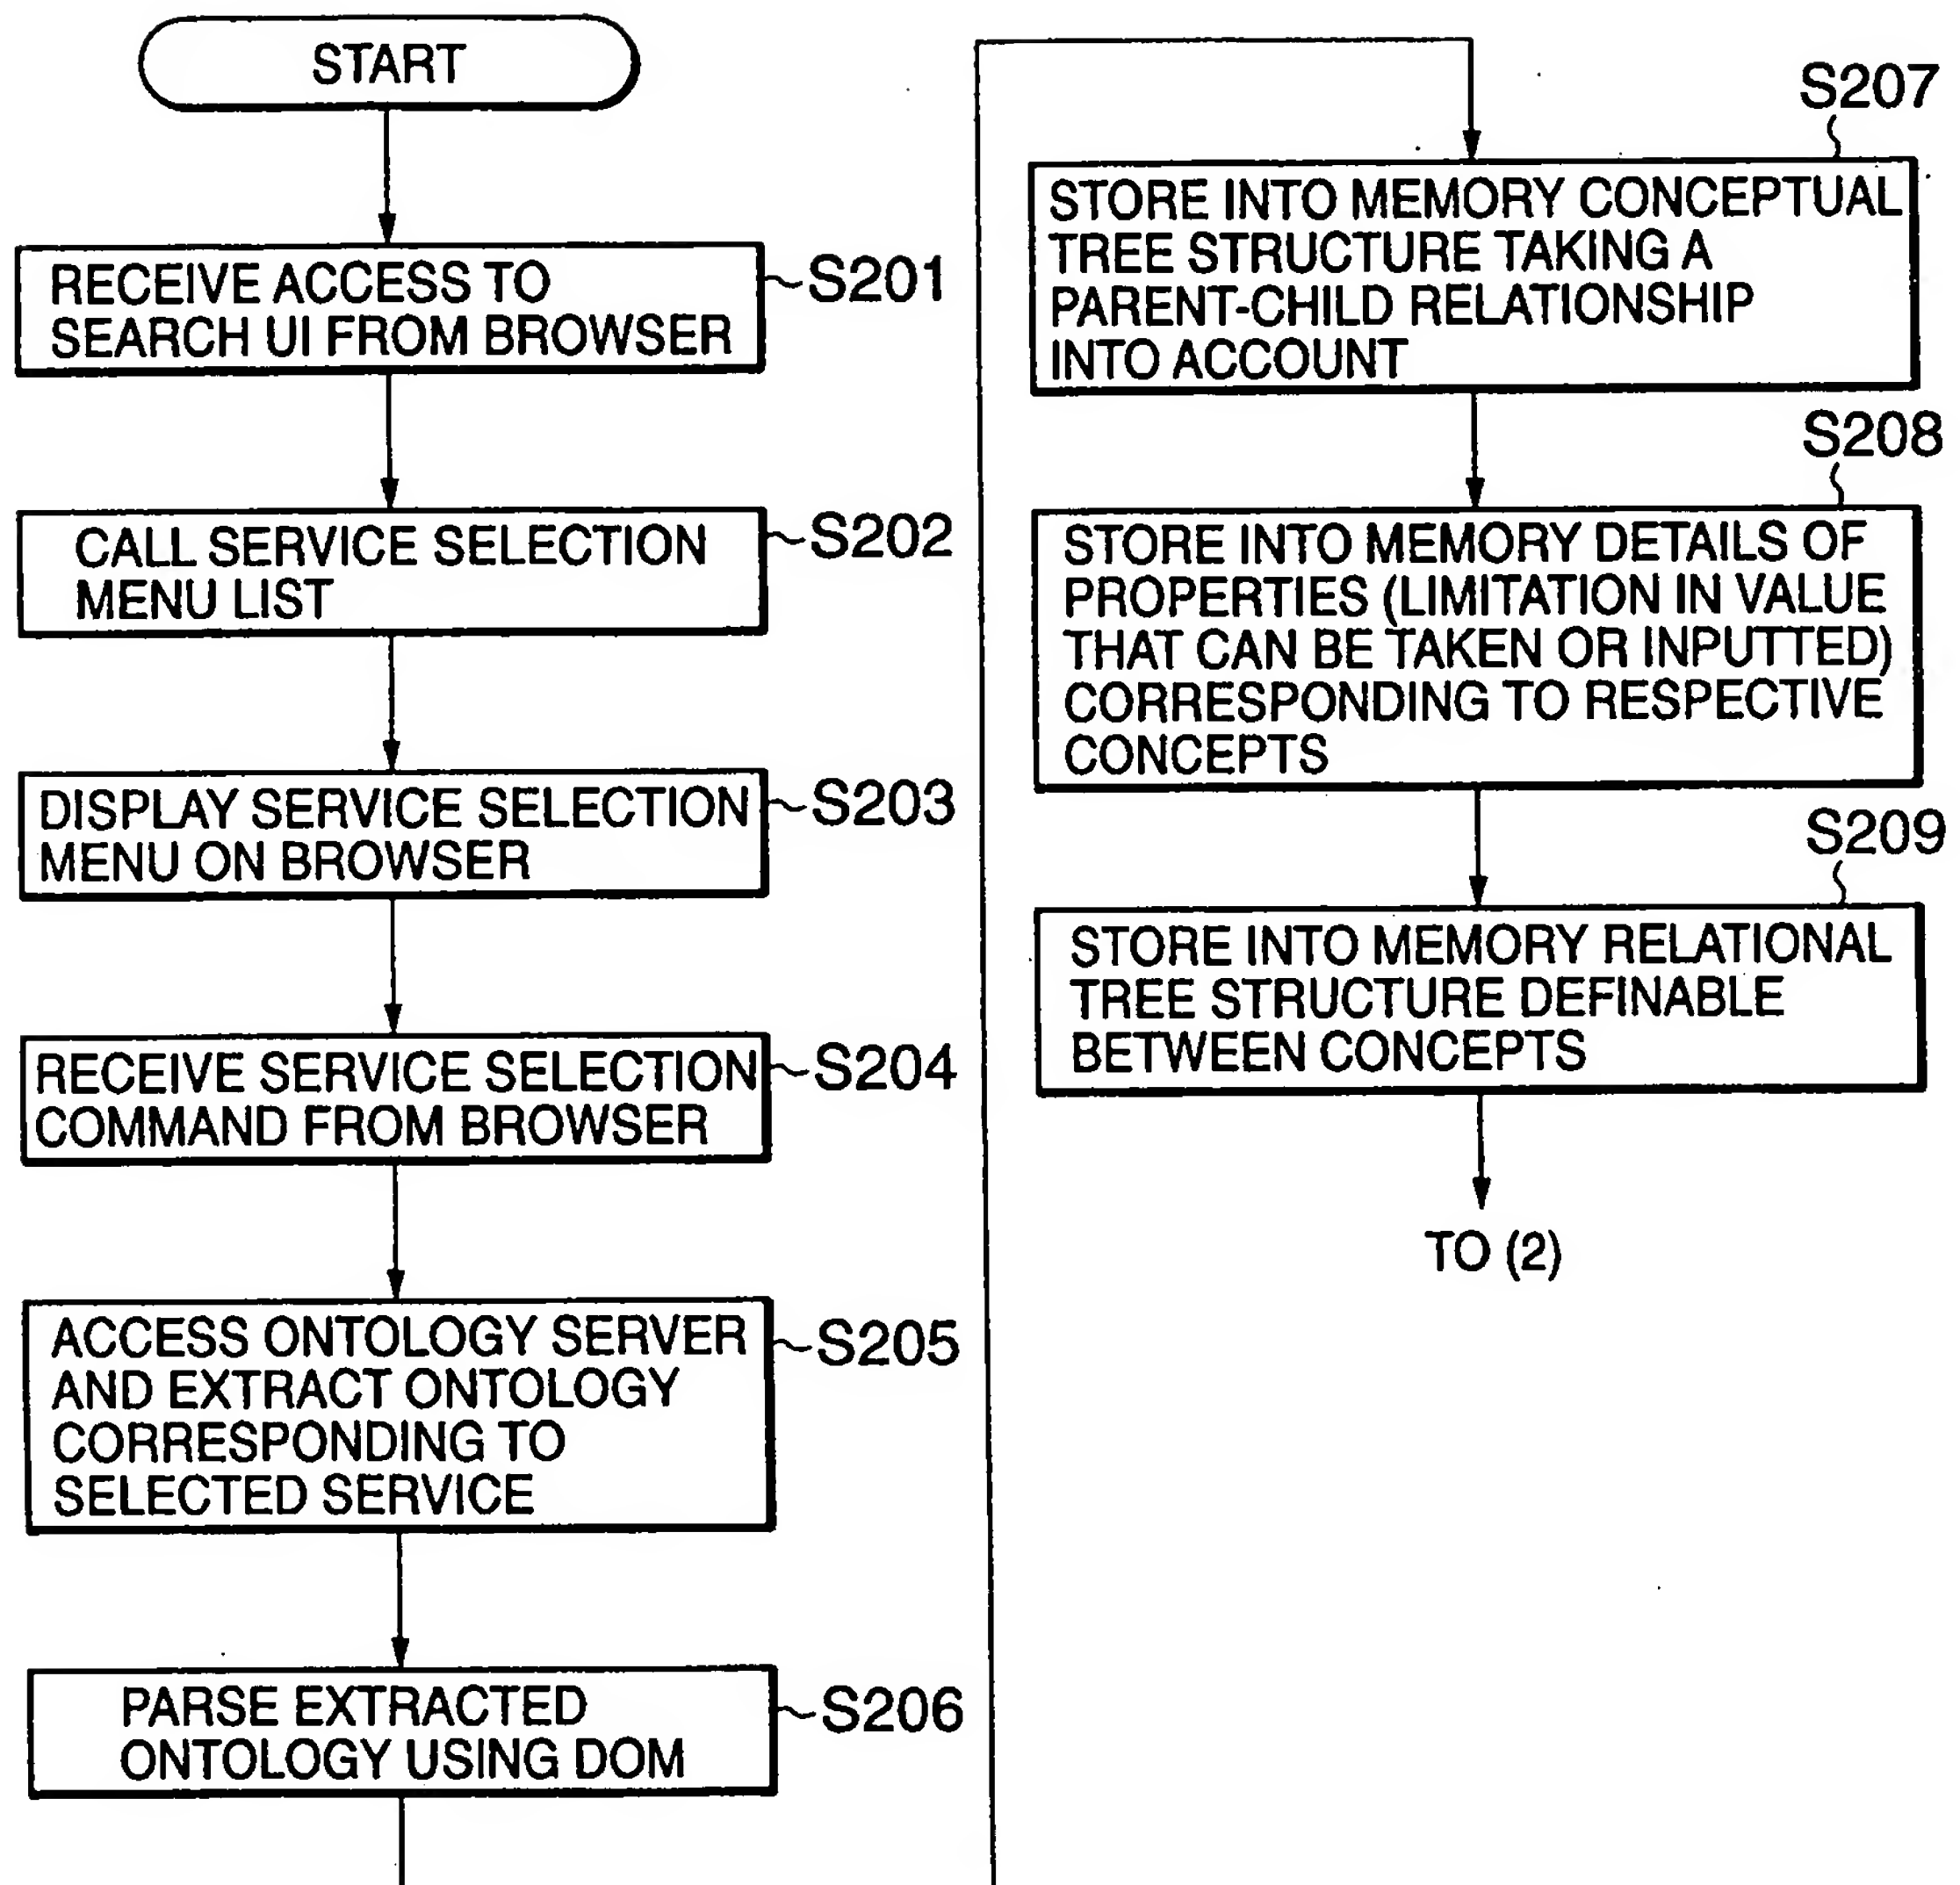 START
RECEIVE ACCESS TO
SEARCH UI FROM BROWSER
S201
CALL SERVICE SELECTION
MENU LIST
S202
DISPLAY SERVICE SELECTION
MENU ON BROWSER
S203
RECEIVE SERVICE SELECTION
COMMAND FROM BROWSER
S204
ACCESS ONTOLOGY SERVER
AND EXTRACT ONTOLOGY
CORRESPONDING TO
SELECTED SERVICE
S205
PARSE EXTRACTED
ONTOLOGY USING DOM
S206
S207
STORE INTO MEMORY CONCEPTUAL
TREE STRUCTURE TAKING A
PARENT-CHILD RELATIONSHIP
INTO ACCOUNT
S208
STORE INTO MEMORY DETAILS OF
PROPERTIES (LIMITATION IN VALUE
THAT CAN BE TAKEN OR INPUTTED)
CORRESPONDING TO RESPECTIVE
CONCEPTS
S209
STORE INTO MEMORY RELATIONAL
TREE STRUCTURE DEFINABLE
BETWEEN CONCEPTS
TO (2)